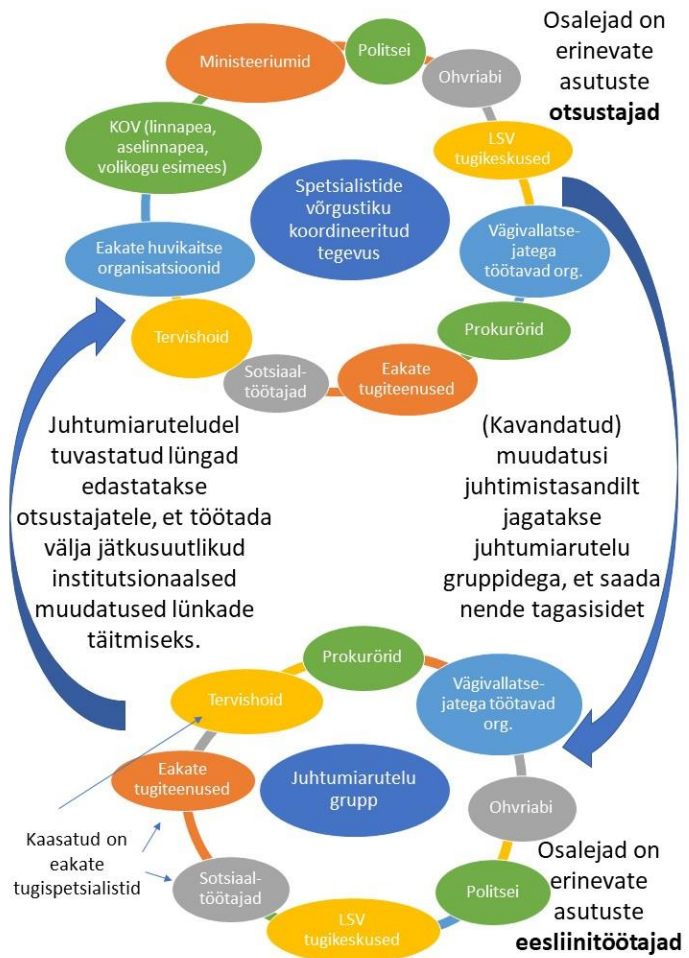 Osalejad on
erinevate
asutuste
otsustajad
Ministeeriumid
Politsei
Ohvriabi
LSV
tugikeskused
Vägivallatse-
jatega
töötavad org.
Prokurörid
Eakate
tugiteenused
Sotsiaal-
töötajad
Tervishoid
Eakate huvikaitse
organisatsioonid
KOV (linnapea,
aselinnapea,
volikogu esimees)
Spetsialistide
võrgustiku
koordineeritud
tegevus
Juhtumiaruteludel
tuvastatud lüngad
edastatakse
otsustajatele, et töötada
välja jätkusuutlikud
institutsionaalsed
muudatused lünkade
täitmiseks.
(Kavandatud)
muudatusi
juhtimistasandilt
jagatakse
juhtumiarutelu
gruppidega, et saada
nende tagasisidet
Prokurörid
Vägivallatse-
jatega töötavad
org.
Ohvriabi
Politsei
LSV
tugikeskused
Sotsiaal-
töötajad
Eakate
tugiteenused
Tervishoid
Juhtumiarutelu
grupp
Kaasatud on
eakate
tugispetsialistid
Osalejad on
erinevate
asutuste
eesliinitöötajad